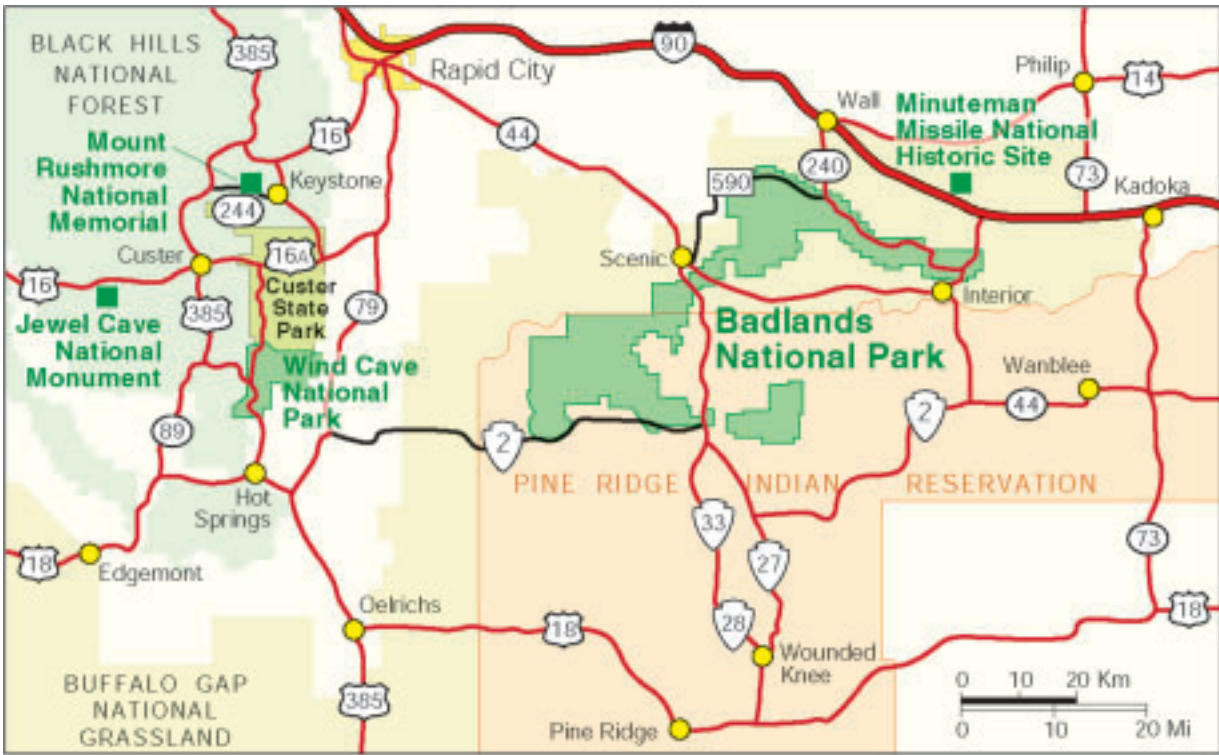 BLACK HILLS
NATIONAL
FOREST
385
Rapid City
90
Philip
14
Wall
Minuteman
Missile National
Historic Site
Mount
Rushmore
National
Memorial
16
44
240
73
Keystone
244
590
Kadoka
Custer
16A
Scenic
16
Custer
State
Park
79
Interior
385
Jewel Cave
National
Monument
Badlands
National Park
Wind Cave
National
Park
Wanblee
89
2
2
44
Hot
Springs
PINE RIDGE INDIAN RESERVATION
33
73
18
Edgemont
27
Oelrichs
18
28
18
Wounded
Knee
BUFFALO GAP
NATIONAL
GRASSLAND
385
Pine Ridge
0 10 20 Km
0 10 20 Mi